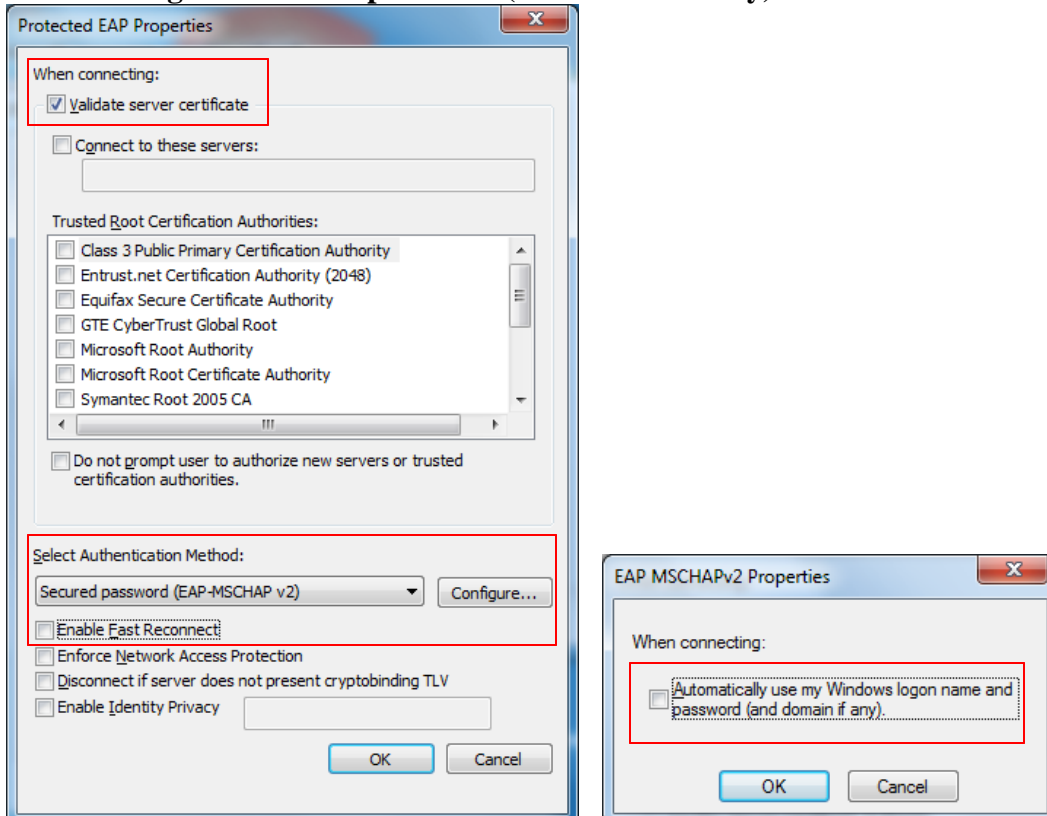 Protected EAP Properties
When connecting:
Validate server certificate
Connect to these servers:
Trusted Root Certification Authorities:
Class 3 Public Primary Certification Authority
Entrust.net Certification Authority (2048)
Equifax Secure Certificate Authority
GTE CyberTrust Global Root
Microsoft Root Authority
Microsoft Root Certificate Authority
Symantec Root 2005 CA
Do not prompt user to authorize new servers or trusted
certification authorities.
Select Authentication Method:
Secured password (EAP-MSCHAP v2) Configure...
Enable Fast Reconnect
Enforce Network Access Protection
Disconnect if server does not present cryptobinding TLV
Enable Identity Privacy
OK Cancel
EAP MSCHAPv2 Properties
When connecting:
Automatically use my Windows logon name and
password (and domain if any).
OK Cancel